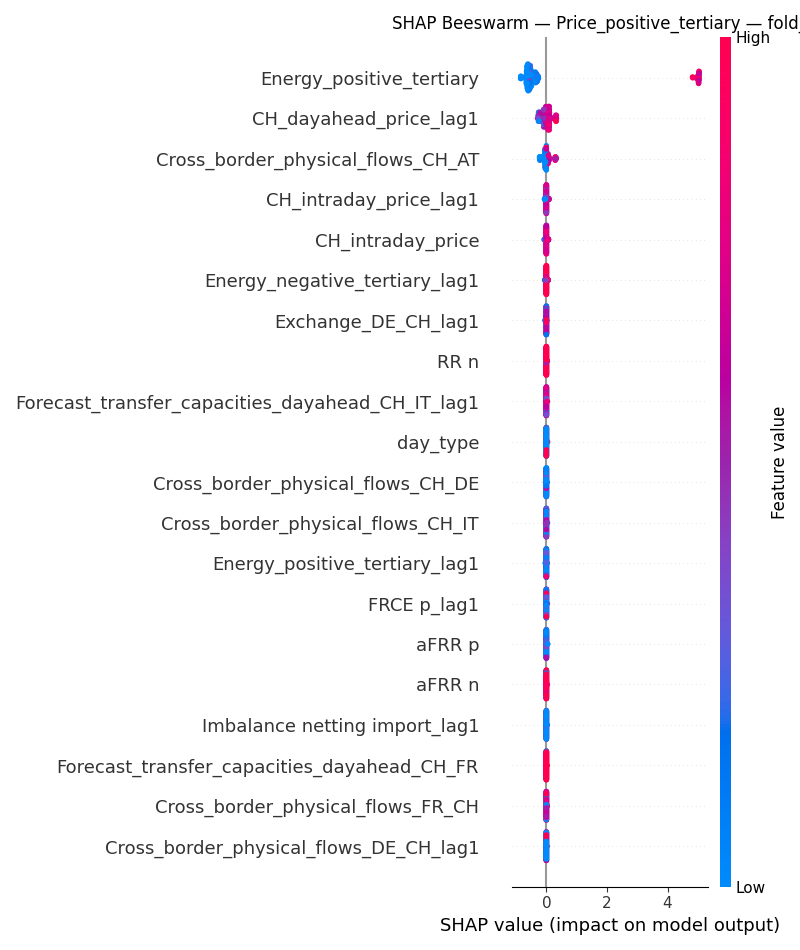 SHAP Beeswarm — Price_positive_tertiary — fold_
High
Energy_positive_tertiary
CH_dayahead_price_lag1
Cross_border_physical_flows_CH_AT
CH_intraday_price_lag1
CH_intraday_price
Energy_negative_tertiary_lag1
Exchange_DE_CH_lag1
RR n
Forecast_transfer_capacities_dayahead_CH_IT_lag1
day_type
Cross_border_physical_flows_CH_DE
Cross_border_physical_flows_CH_IT
Energy_positive_tertiary_lag1
FRCE p_lag1
aFRR p
aFRR n
Imbalance netting import_lag1
Forecast_transfer_capacities_dayahead_CH_FR
Cross_border_physical_flows_FR_CH
Cross_border_physical_flows_DE_CH_lag1
Feature value
Low
0 2 4
SHAP value (impact on model output)